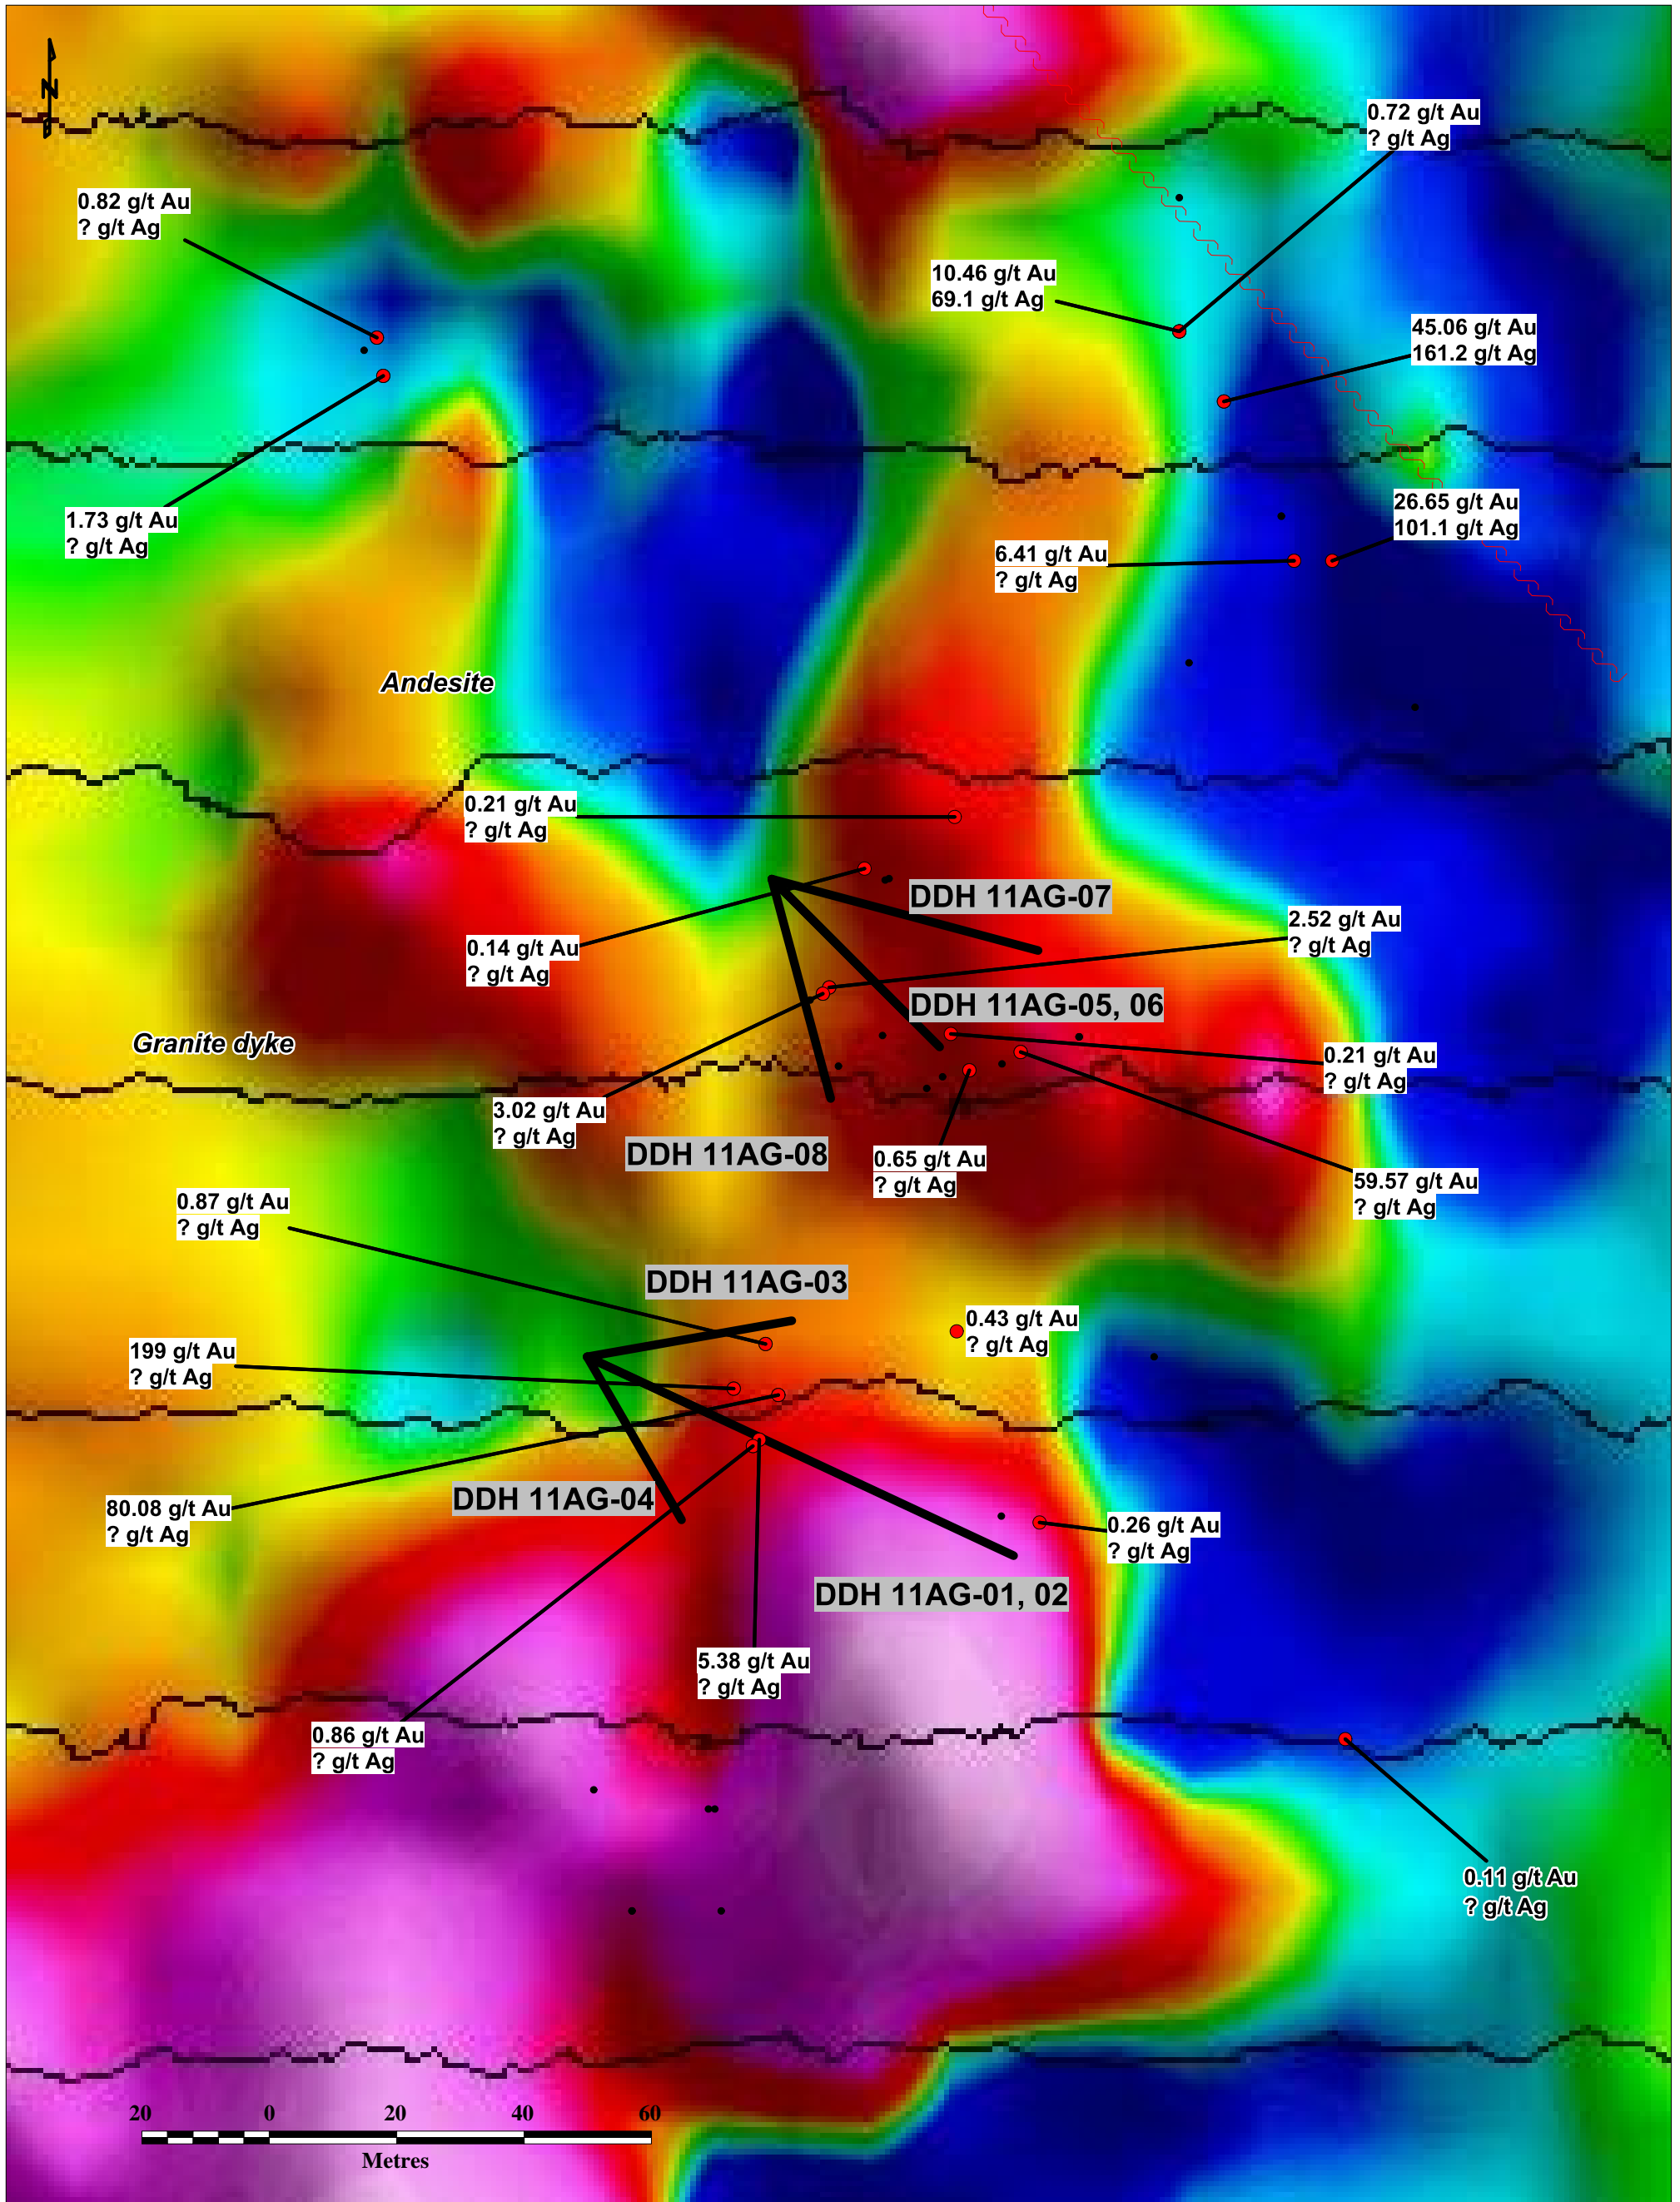 N
0.72 g/t Au
? g/t Ag
0.82 g/t Au
? g/t Ag
10.46 g/t Au
69.1 g/t Ag
45.06 g/t Au
161.2 g/t Ag
26.65 g/t Au
101.1 g/t Ag
1.73 g/t Au
? g/t Ag
6.41 g/t Au
? g/t Ag
Andesite
0.21 g/t Au
? g/t Ag
DDH 11AG-07
2.52 g/t Au
? g/t Ag
0.14 g/t Au
? g/t Ag
DDH 11AG-05, 06
Granite dyke
0.21 g/t Au
? g/t Ag
3.02 g/t Au
? g/t Ag
DDH 11AG-08
0.65 g/t Au
? g/t Ag
59.57 g/t Au
? g/t Ag
0.87 g/t Au
? g/t Ag
DDH 11AG-03
0.43 g/t Au
? g/t Ag
199 g/t Au
? g/t Ag
DDH 11AG-04
80.08 g/t Au
? g/t Ag
0.26 g/t Au
? g/t Ag
DDH 11AG-01, 02
5.38 g/t Au
? g/t Ag
0.86 g/t Au
? g/t Ag
0.11 g/t Au
? g/t Ag
20 0 20 40 60
Metres